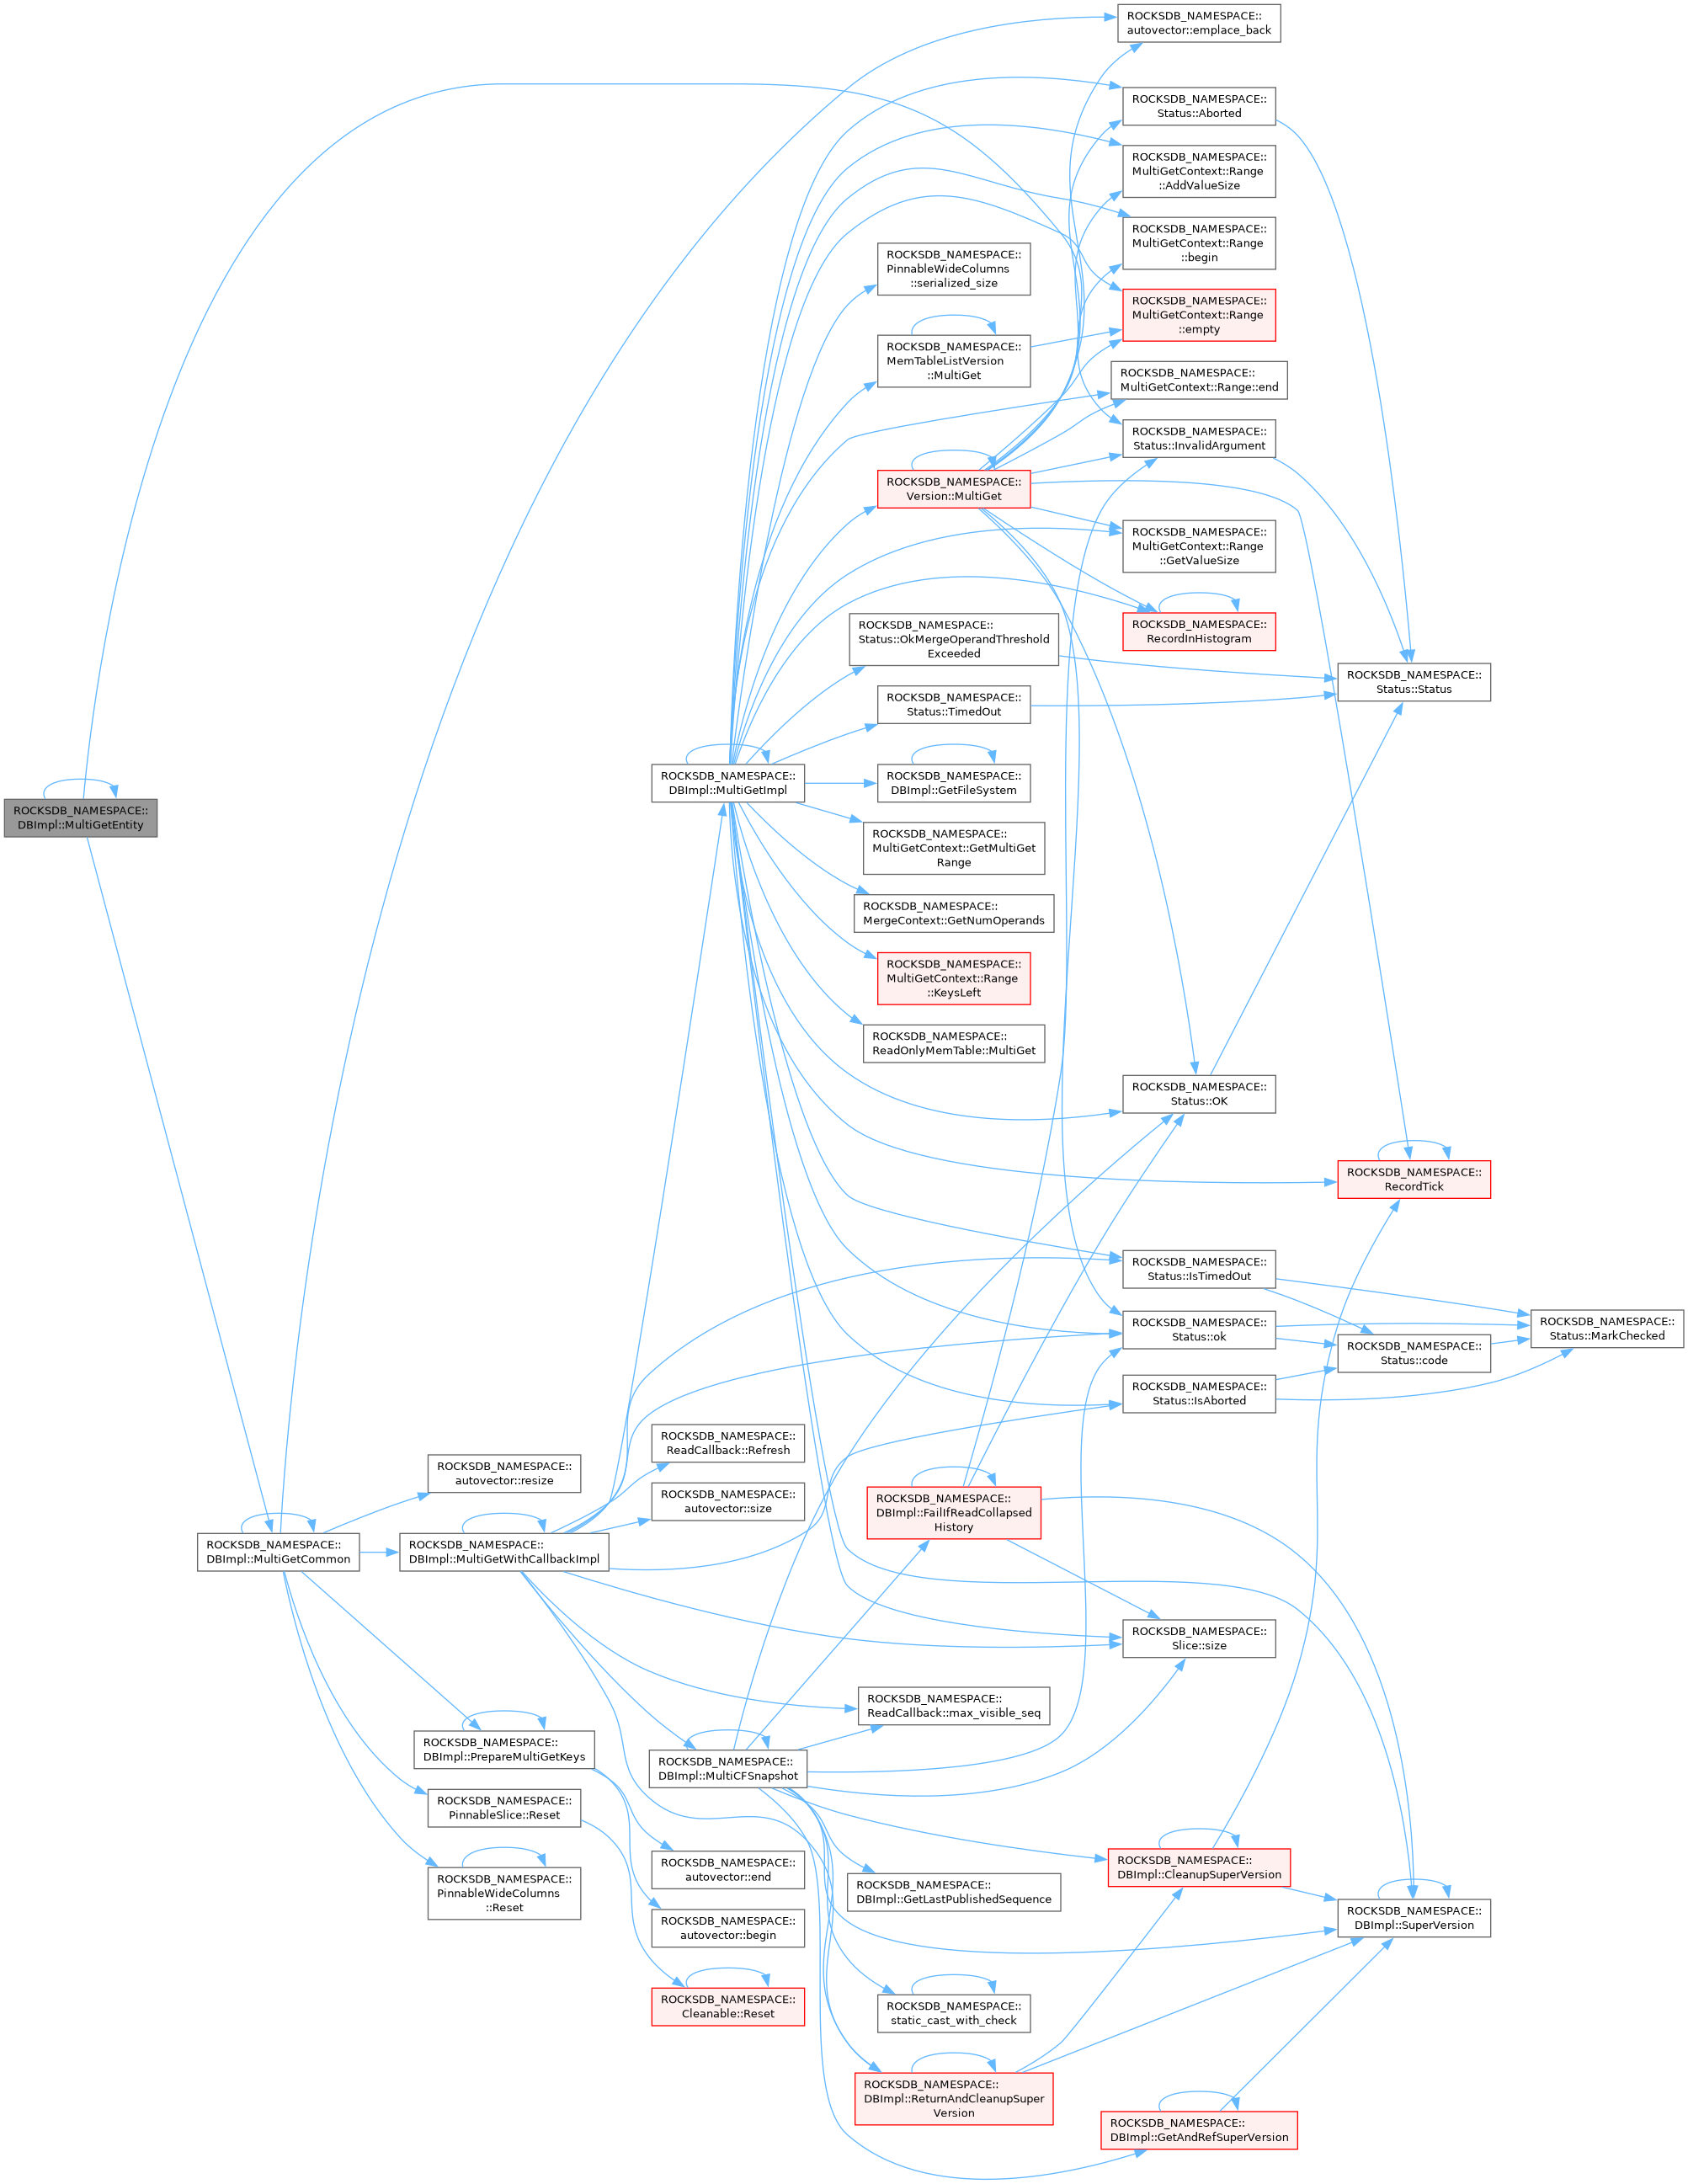 ROCKSDB_NAMESPACE::
DBImpl::MultiGetEntity
ROCKSDB_NAMESPACE::
DBImpl::MultiGetCommon
ROCKSDB_NAMESPACE::
autovector::resize
ROCKSDB_NAMESPACE::
DBImpl::MultiGetWithCallbackImpl
ROCKSDB_NAMESPACE::
DBImpl::PrepareMultiGetKeys
ROCKSDB_NAMESPACE::
PinnableSlice::Reset
ROCKSDB_NAMESPACE::
PinnableWideColumns
::Reset
ROCKSDB_NAMESPACE::
DBImpl::MultiGetImpl
ROCKSDB_NAMESPACE::
ReadCallback::Refresh
ROCKSDB_NAMESPACE::
autovector::size
ROCKSDB_NAMESPACE::
DBImpl::MultiCFSnapshot
ROCKSDB_NAMESPACE::
autovector::end
ROCKSDB_NAMESPACE::
autovector::begin
ROCKSDB_NAMESPACE::
Cleanable::Reset
ROCKSDB_NAMESPACE::
PinnableWideColumns
::serialized_size
ROCKSDB_NAMESPACE::
MemTableListVersion
::MultiGet
ROCKSDB_NAMESPACE::
Version::MultiGet
ROCKSDB_NAMESPACE::
Status::OkMergeOperandThreshold
Exceeded
ROCKSDB_NAMESPACE::
Status::TimedOut
ROCKSDB_NAMESPACE::
DBImpl::GetFileSystem
ROCKSDB_NAMESPACE::
MultiGetContext::GetMultiGet
Range
ROCKSDB_NAMESPACE::
MergeContext::GetNumOperands
ROCKSDB_NAMESPACE::
MultiGetContext::Range
::KeysLeft
ROCKSDB_NAMESPACE::
ReadOnlyMemTable::MultiGet
ROCKSDB_NAMESPACE::
DBImpl::FailIfReadCollapsed
History
ROCKSDB_NAMESPACE::
ReadCallback::max_visible_seq
ROCKSDB_NAMESPACE::
DBImpl::GetLastPublishedSequence
ROCKSDB_NAMESPACE::
static_cast_with_check
ROCKSDB_NAMESPACE::
DBImpl::ReturnAndCleanupSuper
Version
ROCKSDB_NAMESPACE::
autovector::emplace_back
ROCKSDB_NAMESPACE::
Status::Aborted
ROCKSDB_NAMESPACE::
MultiGetContext::Range
::AddValueSize
ROCKSDB_NAMESPACE::
MultiGetContext::Range
::begin
ROCKSDB_NAMESPACE::
MultiGetContext::Range
::empty
ROCKSDB_NAMESPACE::
MultiGetContext::Range::end
ROCKSDB_NAMESPACE::
Status::InvalidArgument
ROCKSDB_NAMESPACE::
MultiGetContext::Range
::GetValueSize
ROCKSDB_NAMESPACE::
RecordInHistogram
ROCKSDB_NAMESPACE::
Status::OK
ROCKSDB_NAMESPACE::
Status::IsTimedOut
ROCKSDB_NAMESPACE::
Status::ok
ROCKSDB_NAMESPACE::
Status::IsAborted
ROCKSDB_NAMESPACE::
Slice::size
ROCKSDB_NAMESPACE::
DBImpl::CleanupSuperVersion
ROCKSDB_NAMESPACE::
DBImpl::GetAndRefSuperVersion
ROCKSDB_NAMESPACE::
Status::Status
ROCKSDB_NAMESPACE::
RecordTick
ROCKSDB_NAMESPACE::
Status::code
ROCKSDB_NAMESPACE::
DBImpl::SuperVersion
ROCKSDB_NAMESPACE::
Status::MarkChecked